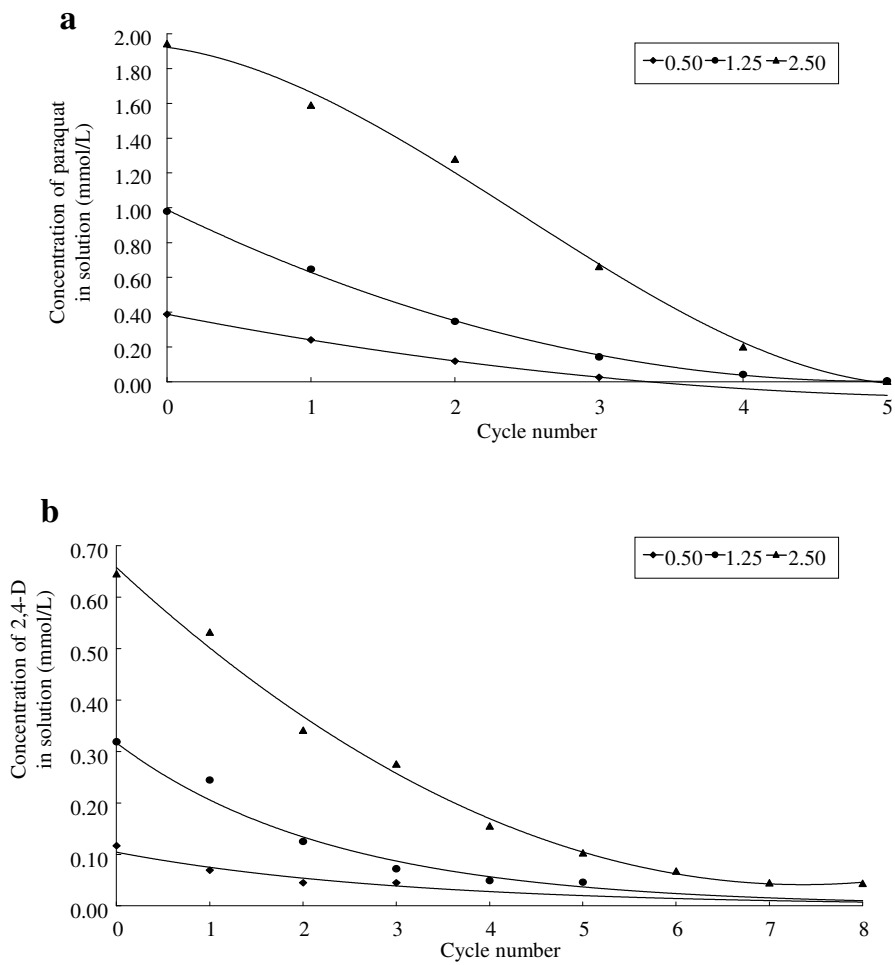 a
2.00
1.80
1.60
1.40
1.20
1.00
0.80
0.60
0.40
0.20
0.00
Concentration of paraquat
in solution (mmol/L)
0.50 1.25 2.50
0 1 2 3 4 5
Cycle number
b
0.70
0.60
0.50
0.40
0.30
0.20
0.10
0.00
Concentration of 2,4-D
in solution (mmol/L)
0.50 1.25 2.50
0 1 2 3 4 5 6 7 8
Cycle number